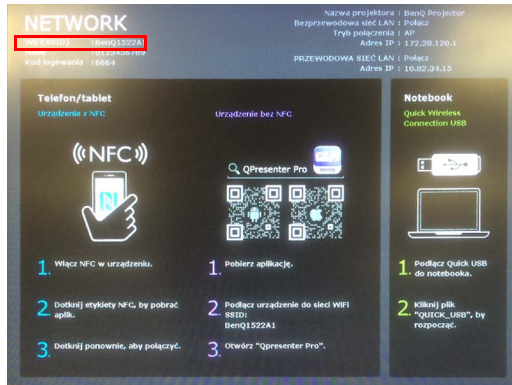 NETWORK
WiFi(SSID) :BenQ1522A1
:0123456789
Kod logowania :6664
Nazwa projektora : BenQ Projector
Bezprzewodowa sieć LAN : Połącz
Tryb połączenia : AP
Adres IP : 172.28.120.1
PRZEWODOWA SIEĆ LAN : Połącz
Adres IP : 10.82.34.15
Telefon/tablet
Urządzenie z NFC
NFC
1. Włącz NFC w urządzeniu.
2. Dotknij etykiety NFC, by pobrać
aplik.
3. Dotknij ponownie, aby połączyć.
Urządzenie bez NFC
QPresenter Pro
1. Pobierz aplikację.
2. Podłącz urządzenie do sieci WiFi
SSID:
BenQ1522A1
3. Otwórz "Qpresenter Pro".
Notebook
Quick Wireless
Connection USB
1. Podłącz Quick USB
do notebooka.
2. Kliknij plik
"QUICK_USB", by
rozpocząć.